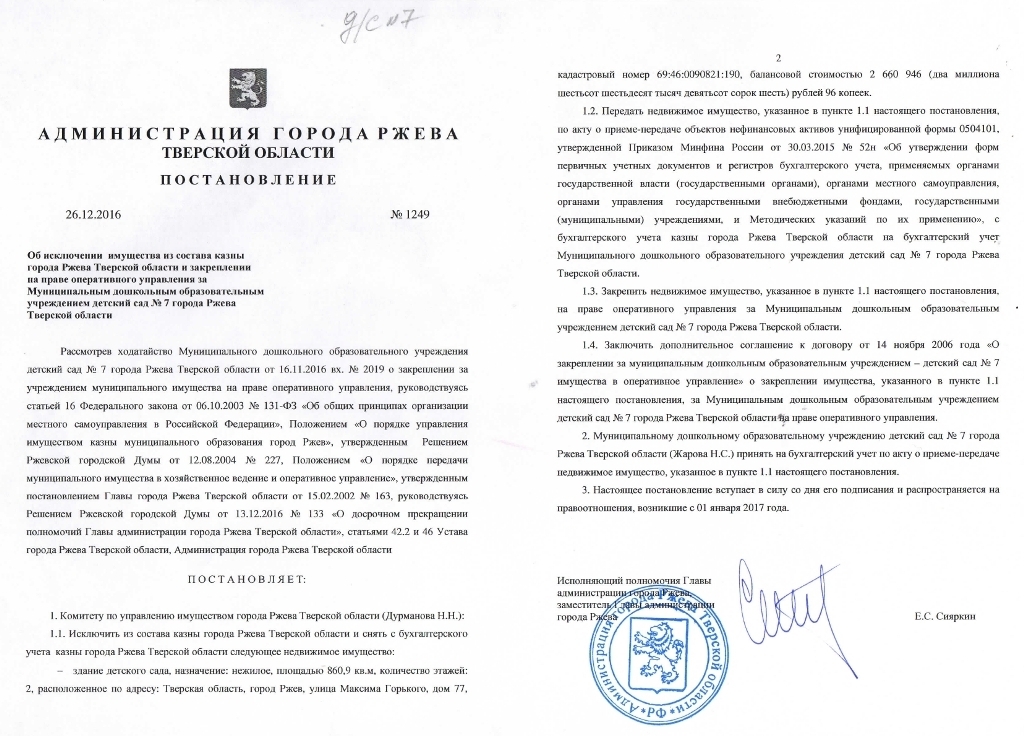 д/с №7
АДМИНИСТРАЦИЯ ГОРОДА РЖЕВА
ТВЕРСКОЙ ОБЛАСТИ
ПОСТАНОВЛЕНИЕ
26.12.2016 № 1249
Об исключении имущества из состава казны
города Ржева Тверской области и закреплении
на праве оперативного управления за
Муниципальным дошкольным образовательным
учреждением детский сад № 7 города Ржева
Тверской области
Рассмотрев ходатайство Муниципального дошкольного образовательного учреждения
детский сад № 7 города Ржева Тверской области от 16.11.2016 вх. № 2019 о закреплении за
учреждением муниципального имущества на праве оперативного управления, руководствуясь
статьей 16 Федерального закона от 06.10.2003 № 131-ФЗ «Об общих принципах организации
местного самоуправления в Российской Федерации», Положением «О порядке управления
имуществом казны муниципального образования город Ржев», утвержденным Решением
Ржевской городской Думы от 12.08.2004 № 227, Положением «О порядке передачи
муниципального имущества в хозяйственное ведение и оперативное управление», утвержденным
постановлением Главы города Ржева Тверской области от 15.02.2002 № 163, руководствуясь
Решением Ржевской городской Думы от 13.12.2016 № 133 «О досрочном прекращении
полномочий Главы администрации города Ржева Тверской области», статьями 42.2 и 46 Устава
города Ржева Тверской области, Администрация города Ржева Тверской области
ПОСТАНОВЛЯЕТ:
1. Комитету по управлению имуществом города Ржева Тверской области (Дурманова Н.Н.):
1.1. Исключить из состава казны города Ржева Тверской области и снять с бухгалтерского
учета казны города Ржева Тверской области следующее недвижимое имущество:
– здание детского сада, назначение: нежилое, площадью 860,9 кв.м, количество этажей:
2, расположенное по адресу: Тверская область, город Ржев, улица Максима Горького, дом 77,
2
кадастровый номер 69:46:0090821:190, балансовой стоимостью 2 660 946 (два миллиона
шестьсот шестьдесят тысяч девятьсот сорок шесть) рублей 96 копеек.
1.2. Передать недвижимое имущество, указанное в пункте 1.1 настоящего постановления,
по акту о приеме-передаче объектов нефинансовых активов унифицированной формы 0504101,
утвержденной Приказом Минфина России от 30.03.2015 № 52н «Об утверждении форм
первичных учетных документов и регистров бухгалтерского учета, применяемых органами
государственной власти (государственными органами), органами местного самоуправления,
органами управления государственными внебюджетными фондами, государственными
(муниципальными) учреждениями, и Методических указаний по их применению», с
бухгалтерского учета казны города Ржева Тверской области на бухгалтерский учет
Муниципального дошкольного образовательного учреждения детский сад № 7 города Ржева
Тверской области.
1.3. Закрепить недвижимое имущество, указанное в пункте 1.1 настоящего постановления,
на праве оперативного управления за Муниципальным дошкольным образовательным
учреждением детский сад № 7 города Ржева Тверской области.
1.4. Заключить дополнительное соглашение к договору от 14 ноября 2006 года «О
закреплении за муниципальным дошкольным образовательным учреждением – детский сад № 7
имущества в оперативное управление» о закреплении имущества, указанного в пункте 1.1
настоящего постановления, за Муниципальным дошкольным образовательным учреждением
детский сад № 7 города Ржева Тверской области на праве оперативного управления.
2. Муниципальному дошкольному образовательному учреждению детский сад № 7 города
Ржева Тверской области (Жарова Н.С.) принять на бухгалтерский учет по акту о приеме-передаче
недвижимое имущество, указанное в пункте 1.1 настоящего постановления.
3. Настоящее постановление вступает в силу со дня его подписания и распространяется на
правоотношения, возникшие с 01 января 2017 года.
Исполняющий полномочия Главы
администрации города Ржева,
заместитель Главы администрации
города Ржева Е.С. Сияркин
Администрация города Ржева Тверской области * РФ *